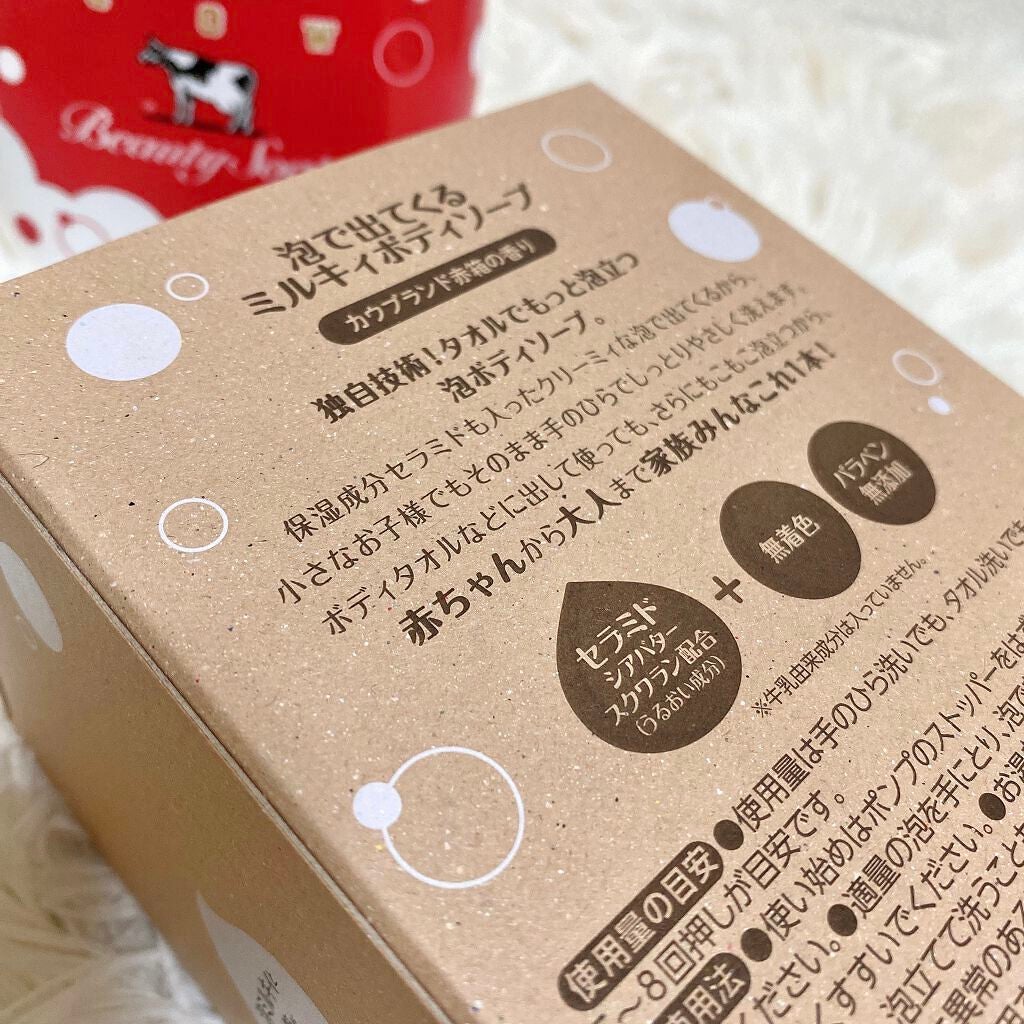 COW
Beauty Soap
泡で出てくる
ミルキィボディソープ
カウブランド赤箱の香り
独自技術！タオルでもっと泡立つ
泡ボディソープ。
保湿成分セラミドも入ったクリーミィな泡で出てくるから、
小さなお子様でもそのまま手のひらでしっとりやさしく洗えます。
ボディタオルなどに出して使っても、さらにもこもこ泡立つから、
赤ちゃんから大人まで家族みんなこれ1本！
セラミド
シアバター
スクワラン配合
（うるおい成分）
+
無着色
パラベン
無添加
※牛乳由来成分は入っていません。
使用量の目安
●使用量は手のひら洗いでも、タオル洗いでも
～8回押しが目安です。
用法
●使い始めはポンプのストッパーをはず
ください。●適量の泡を手にとり、泡で
くすすいでください。●お湯
泡立てて洗うこと
異常のある